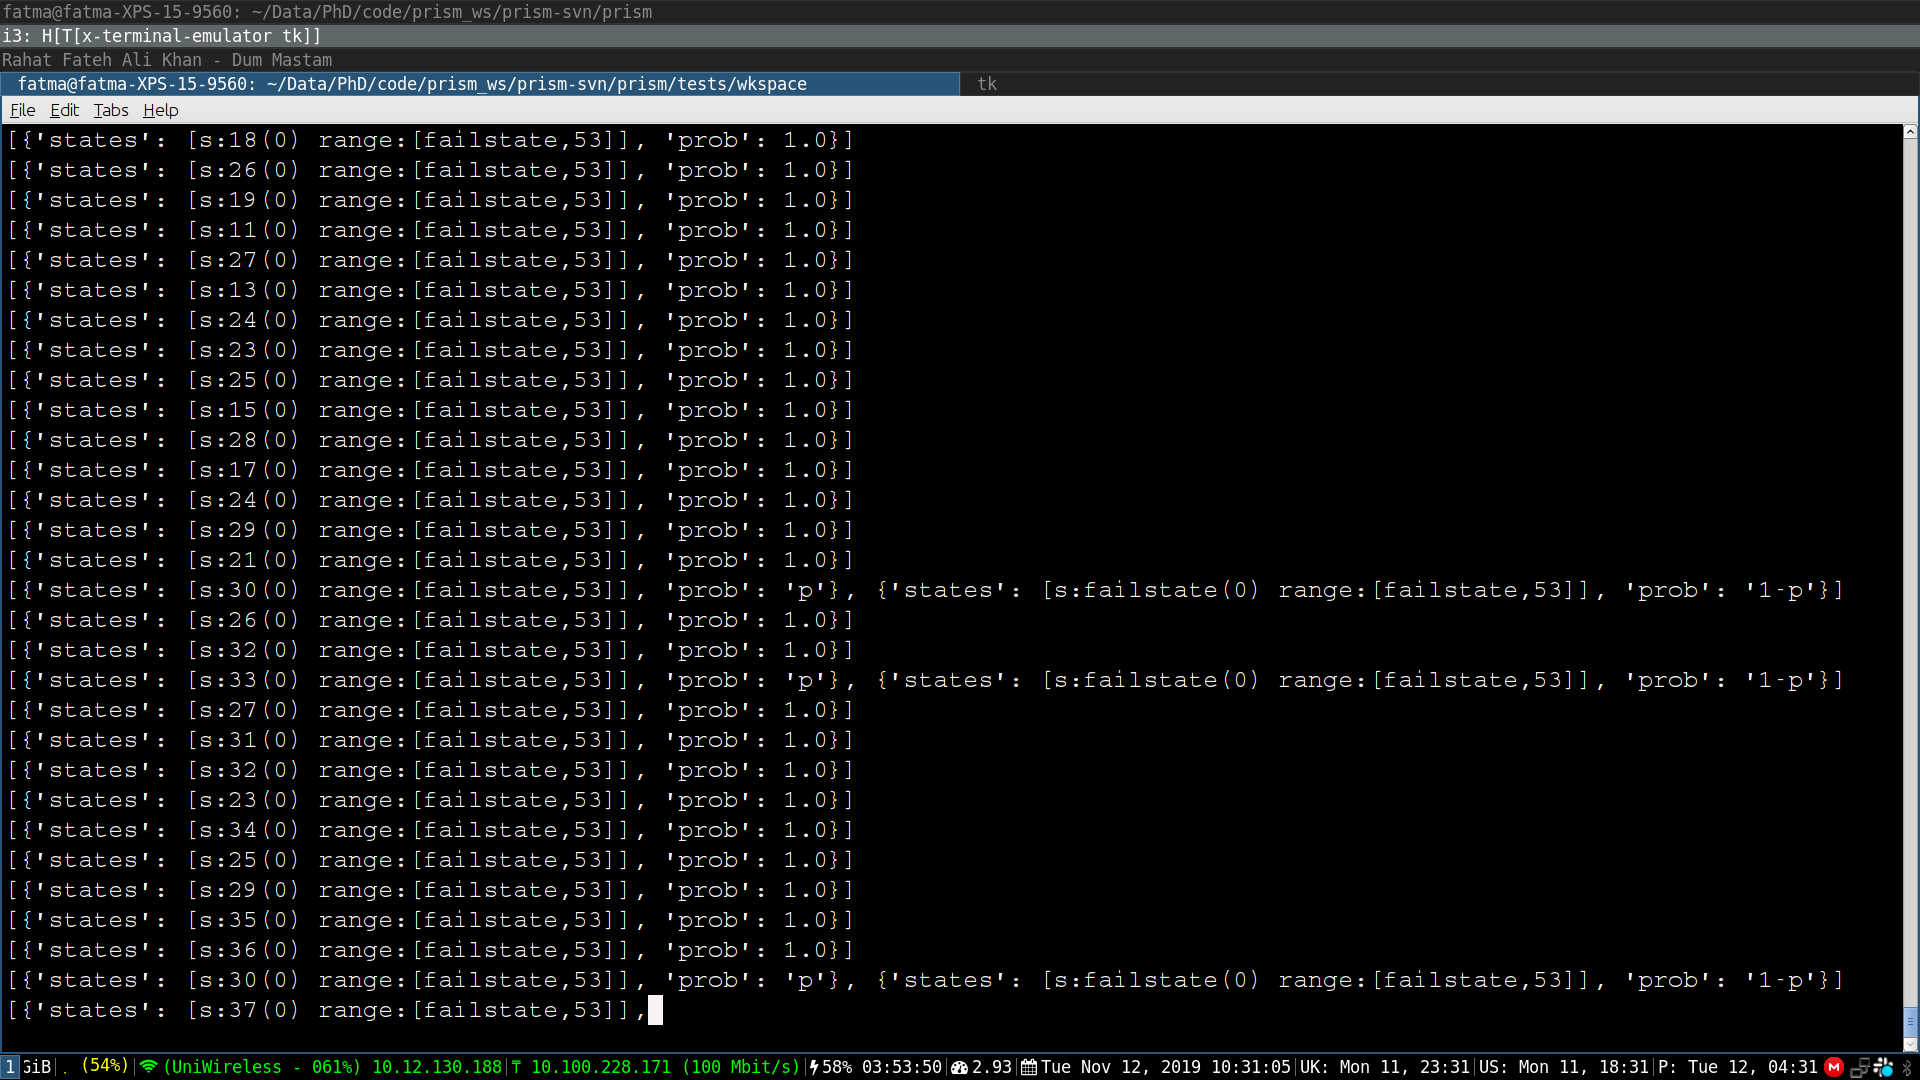 fatma@fatma-XPS-15-9560: ~/Data/PhD/code/prism_ws/prism-svn/prism
i3: H[T[x-terminal-emulator tk]]
Rahat Fateh Ali Khan - Dum Mastam
fatma@fatma-XPS-15-9560: ~/Data/PhD/code/prism_ws/prism-svn/prism/tests/wkspace tk
File Edit Tabs Help
[{'states': [s:18(0) range:[failstate,53]], 'prob': 1.0}]
[{'states': [s:26(0) range:[failstate,53]], 'prob': 1.0}]
[{'states': [s:19(0) range:[failstate,53]], 'prob': 1.0}]
[{'states': [s:11(0) range:[failstate,53]], 'prob': 1.0}]
[{'states': [s:27(0) range:[failstate,53]], 'prob': 1.0}]
[{'states': [s:13(0) range:[failstate,53]], 'prob': 1.0}]
[{'states': [s:24(0) range:[failstate,53]], 'prob': 1.0}]
[{'states': [s:23(0) range:[failstate,53]], 'prob': 1.0}]
[{'states': [s:25(0) range:[failstate,53]], 'prob': 1.0}]
[{'states': [s:15(0) range:[failstate,53]], 'prob': 1.0}]
[{'states': [s:28(0) range:[failstate,53]], 'prob': 1.0}]
[{'states': [s:17(0) range:[failstate,53]], 'prob': 1.0}]
[{'states': [s:24(0) range:[failstate,53]], 'prob': 1.0}]
[{'states': [s:29(0) range:[failstate,53]], 'prob': 1.0}]
[{'states': [s:21(0) range:[failstate,53]], 'prob': 1.0}]
[{'states': [s:30(0) range:[failstate,53]], 'prob': 'p'}, {'states': [s:failstate(0) range:[failstate,53]], 'prob': '1-p'}]
[{'states': [s:26(0) range:[failstate,53]], 'prob': 1.0}]
[{'states': [s:32(0) range:[failstate,53]], 'prob': 1.0}]
[{'states': [s:33(0) range:[failstate,53]], 'prob': 'p'}, {'states': [s:failstate(0) range:[failstate,53]], 'prob': '1-p'}]
[{'states': [s:27(0) range:[failstate,53]], 'prob': 1.0}]
[{'states': [s:31(0) range:[failstate,53]], 'prob': 1.0}]
[{'states': [s:32(0) range:[failstate,53]], 'prob': 1.0}]
[{'states': [s:23(0) range:[failstate,53]], 'prob': 1.0}]
[{'states': [s:34(0) range:[failstate,53]], 'prob': 1.0}]
[{'states': [s:25(0) range:[failstate,53]], 'prob': 1.0}]
[{'states': [s:29(0) range:[failstate,53]], 'prob': 1.0}]
[{'states': [s:35(0) range:[failstate,53]], 'prob': 1.0}]
[{'states': [s:36(0) range:[failstate,53]], 'prob': 1.0}]
[{'states': [s:30(0) range:[failstate,53]], 'prob': 'p'}, {'states': [s:failstate(0) range:[failstate,53]], 'prob': '1-p'}]
[{'states': [s:37(0) range:[failstate,53]],
1 GiB . (54%) (UniWireless - 061%) 10.12.130.188 10.100.228.171 (100 Mbit/s) 58% 03:53:50 2.93 Tue Nov 12, 2019 10:31:05 UK: Mon 11, 23:31 US: Mon 11, 18:31 P: Tue 12, 04:31